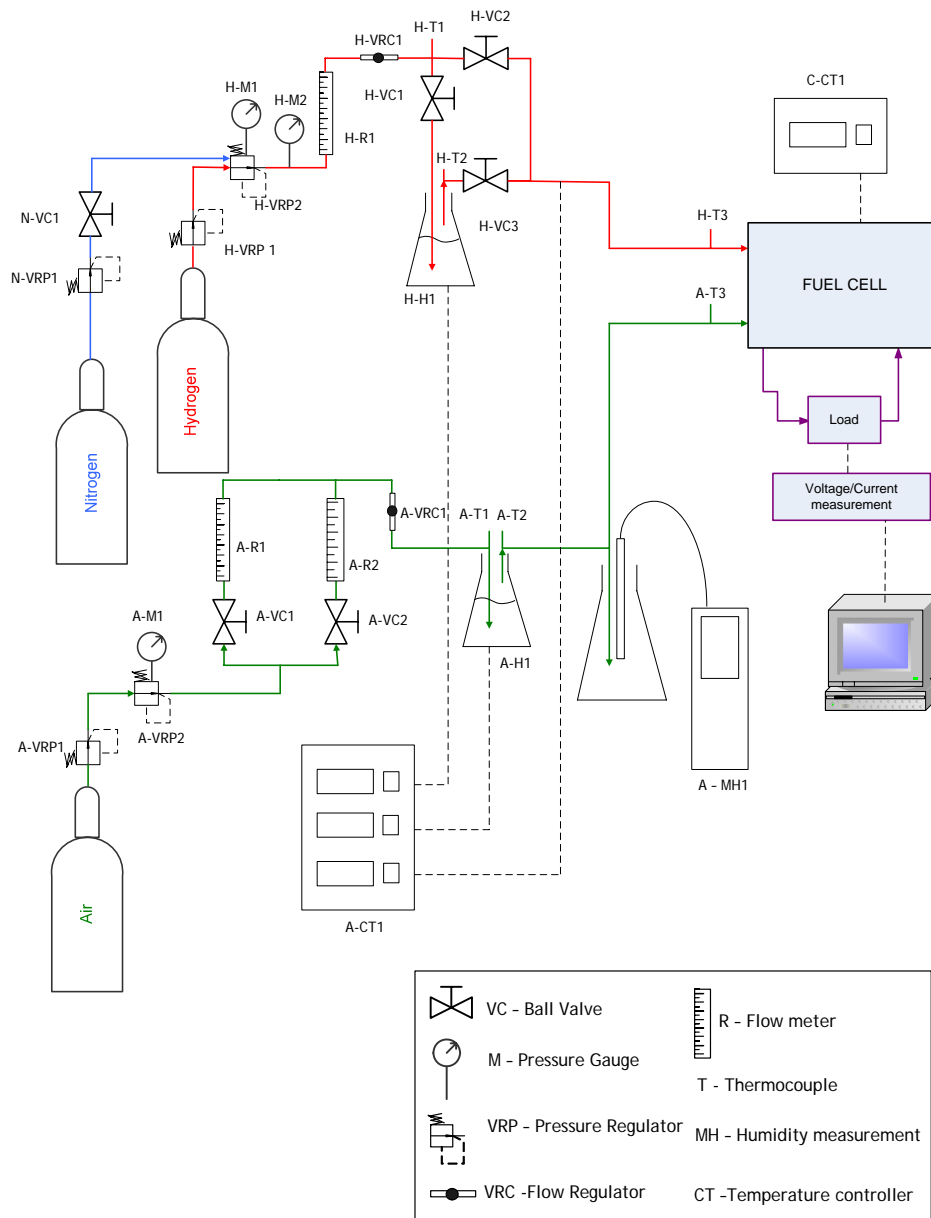 H-VC2
H-T1
H-VRC1
C-CT1
H-M1
H-M2
H-VC1
H-R1
H-T2
N-VC1
H-VRP2
H-VC3
H-T3
H-VRP 1
N-VRP1
H-H1
A-T3
FUEL CELL
Hydrogen
Load
Nitrogen
Voltage/Current
measurement
A-VRC1
A-T1
A-T2
A-R1
A-R2
A-M1
A-VC1
A-VC2
A-H1
A-VRP2
A-VRP1
A - MH1
Air
A-CT1
VC - Ball Valve
R - Flow meter
M - Pressure Gauge
T - Thermocouple
VRP - Pressure Regulator
MH - Humidity measurement
VRC -Flow Regulator
CT -Temperature controller